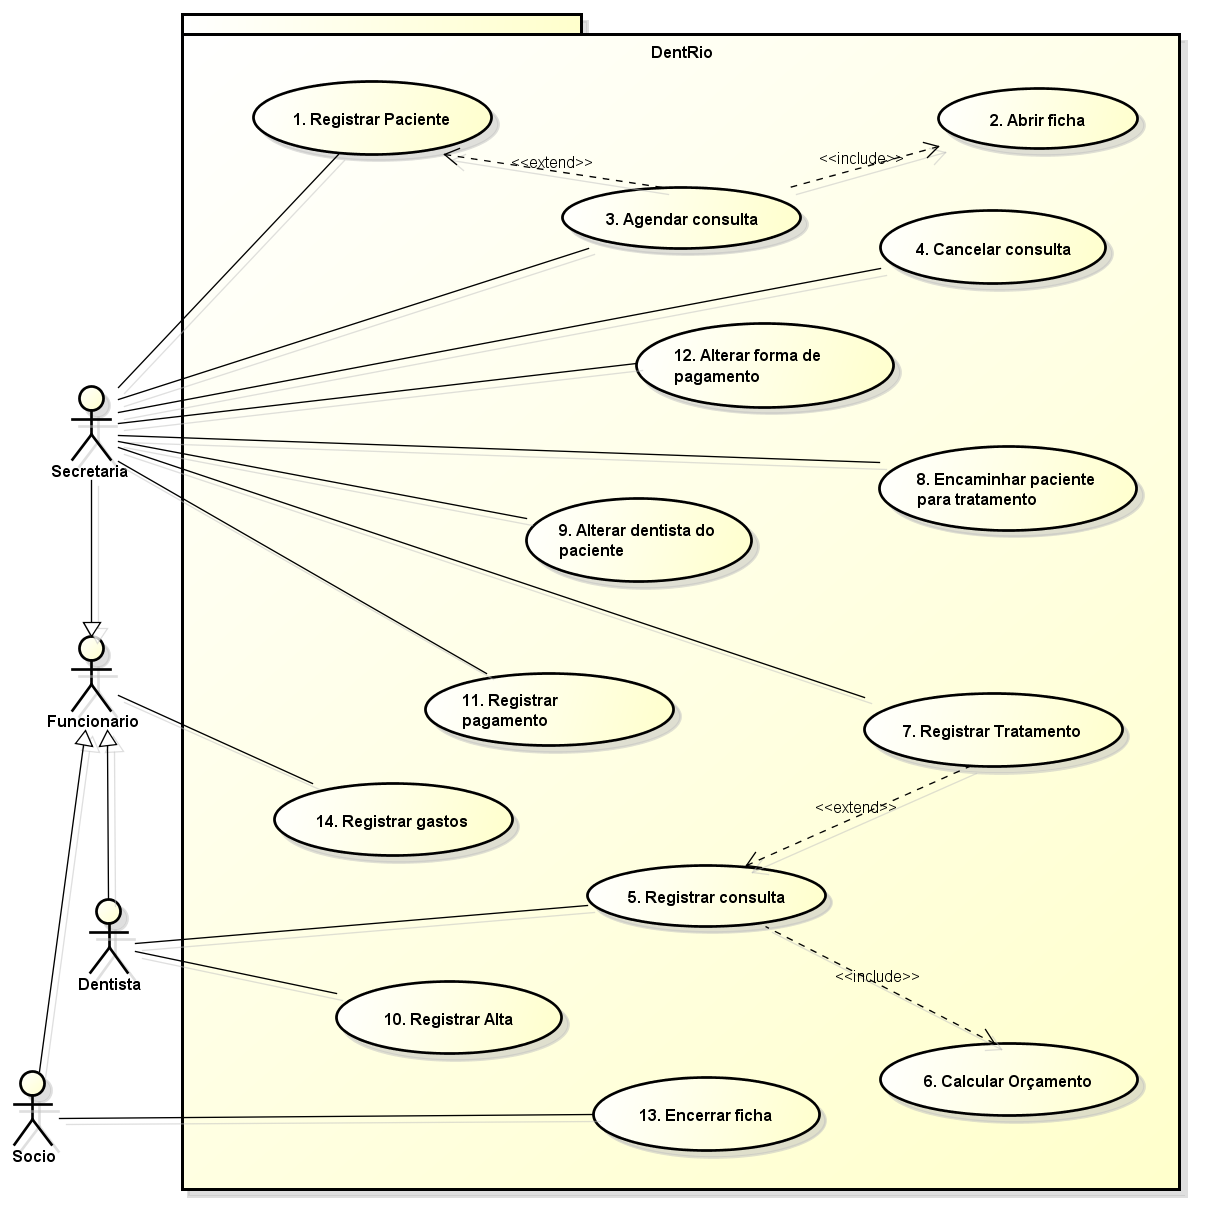 DentRio
1. Registrar Paciente
2. Abrir ficha
<<extend>>
<<include>>
3. Agendar consulta
4. Cancelar consulta
12. Alterar forma de
pagamento
Secretaria
8. Encaminhar paciente
para tratamento
9. Alterar dentista do
paciente
Funcionario
11. Registrar
pagamento
7. Registrar Tratamento
<<extend>>
14. Registrar gastos
5. Registrar consulta
Dentista
<<include>>
10. Registrar Alta
6. Calcular Orçamento
13. Encerrar ficha
Socio